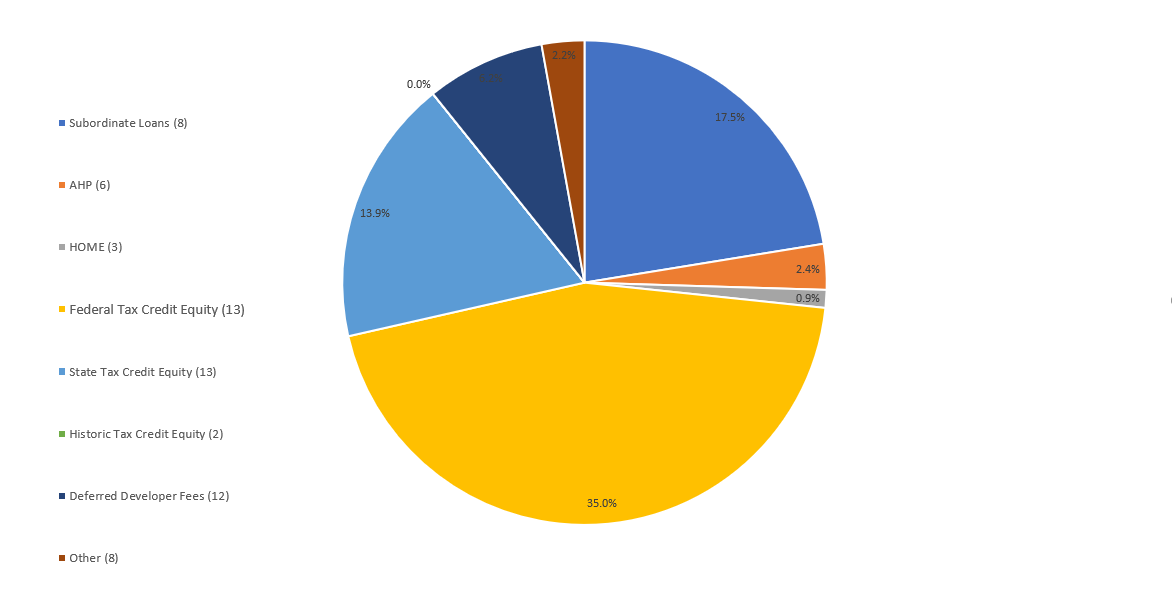 2.2%
0.0%
17.5%
Subordinate Loans (8)
AHP (6)
13.9%
HOME (3)
2.4%
0.9%
Federal Tax Credit Equity (13)
State Tax Credit Equity (13)
Historic Tax Credit Equity (2)
Deferred Developer Fees (12)
35.0%
Other (8)